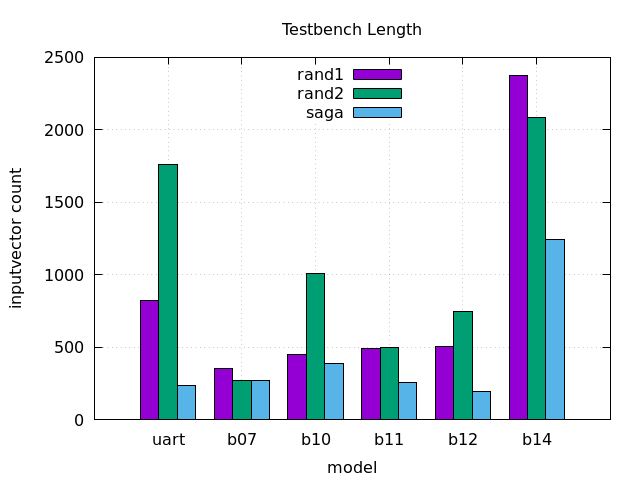 Testbench Length
2500
2000
1500
1000
500
0
inputvector count
rand1
rand2
saga
uart b07 b10 b11 b12 b14
model